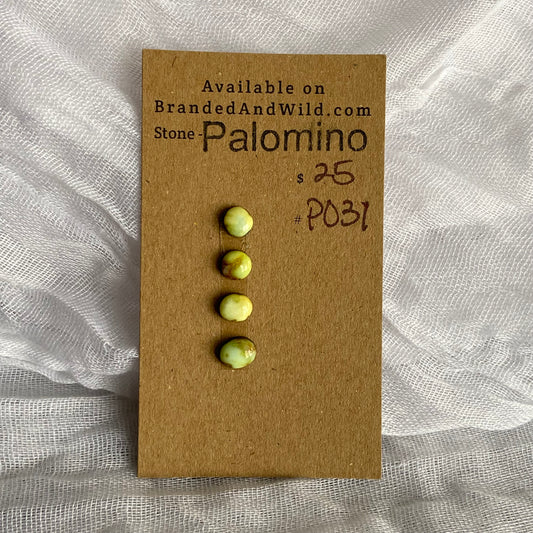 Available on
BrandedAndWild.com
Stone - Palomino
$ 25
# P031